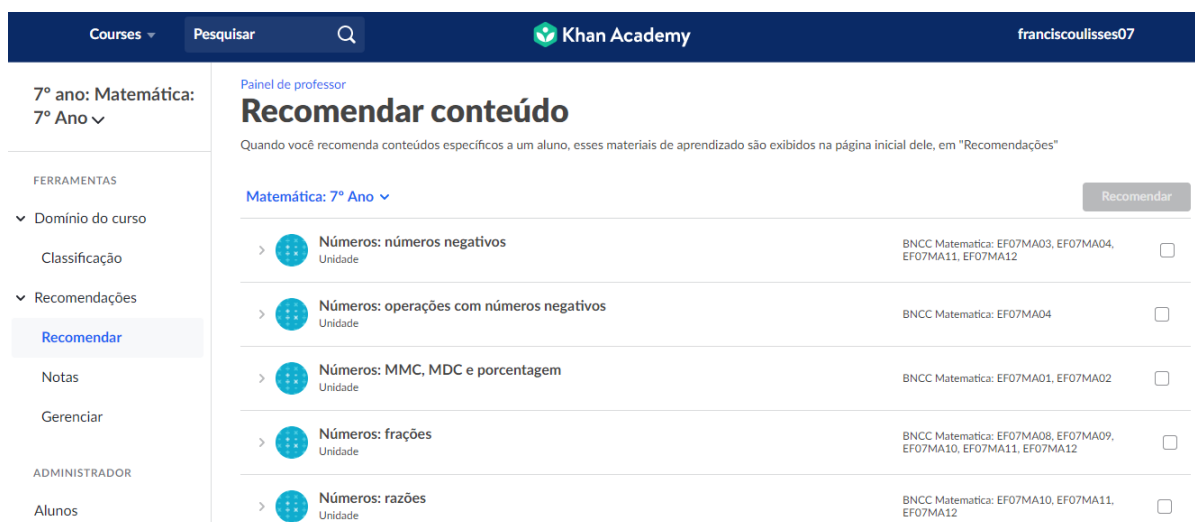 Courses
Pesquisar
Khan Academy
franciscoulisses07
7º ano: Matemática:
7º Ano
FERRAMENTAS
Domínio do curso
Classificação
Recomendações
Recomendar
Notas
Gerenciar
ADMINISTRADOR
Alunos
Painel de professor
Recomendar conteúdo
Quando você recomenda conteúdos específicos a um aluno, esses materiais de aprendizado são exibidos na página inicial dele, em "Recomendações"
Matemática: 7º Ano
Recomendar
Números: números negativos
Unidade
BNCC Matematica: EF07MA03, EF07MA04,
EF07MA11, EF07MA12
Números: operações com números negativos
Unidade
BNCC Matematica: EF07MA04
Números: MMC, MDC e porcentagem
Unidade
BNCC Matematica: EF07MA01, EF07MA02
Números: frações
Unidade
BNCC Matematica: EF07MA08, EF07MA09,
EF07MA10, EF07MA11, EF07MA12
Números: razões
Unidade
BNCC Matematica: EF07MA10, EF07MA11,
EF07MA12